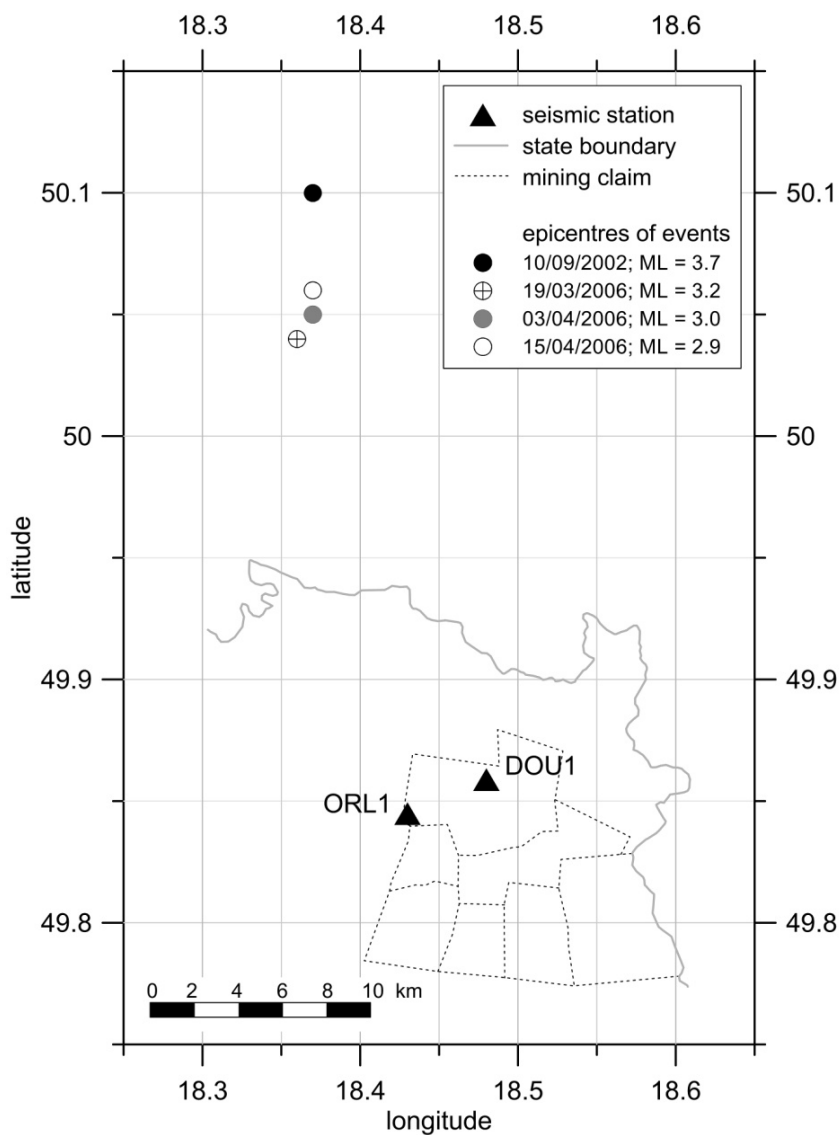 18.3 18.4 18.5 18.6
seismic station
state boundary
mining claim
epicentres of events
10/09/2002; ML = 3.7
19/03/2006; ML = 3.2
03/04/2006; ML = 3.0
15/04/2006; ML = 2.9
50.1 50.1
50 50
latitude
49.9 49.9
DOU1
ORL1
49.8 49.8
0 2 4 6 8 10 km
18.3 18.4 18.5 18.6
longitude